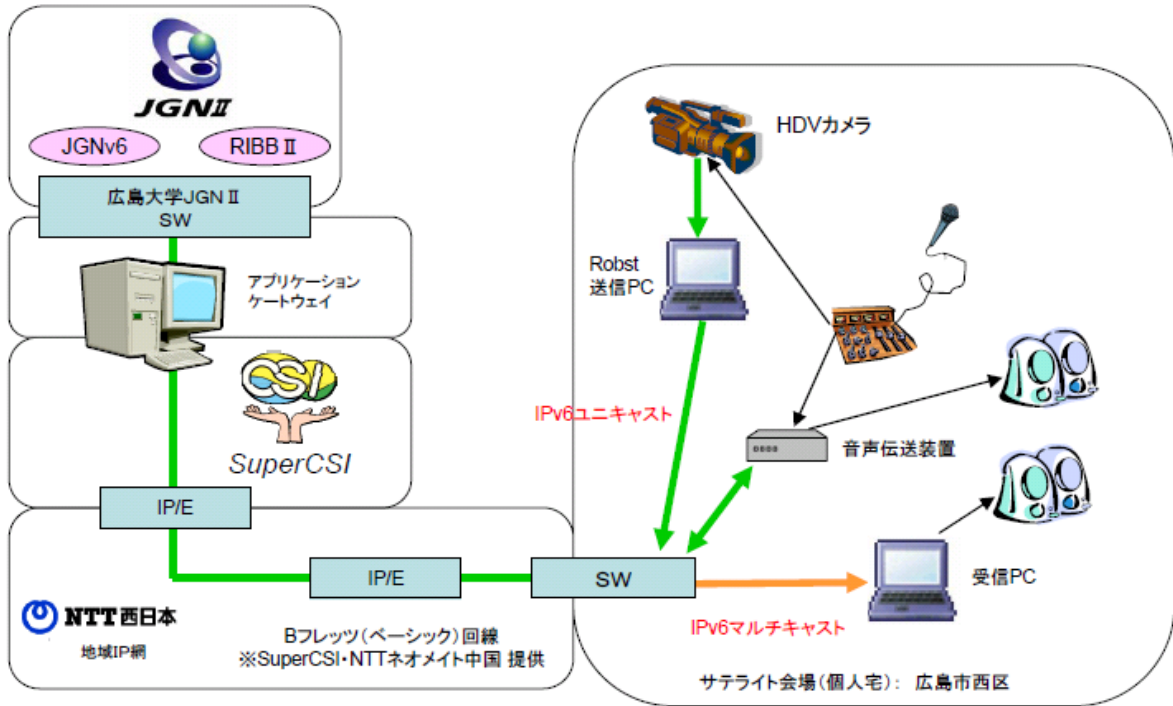 JGNⅡ
JGNv6
RIBBⅡ
広島大学JGNⅡ
SW
アプリケーション
ケートウェイ
CSI
SuperCSI
IP/E
IP/E
SW
NTT西日本
地域IP網
Bフレッツ(ベーシック)回線
※SuperCSI・NTTネオメイト中国 提供
HDVカメラ
Robst
送信PC
IPv6ユニキャスト
音声伝送装置
受信PC
IPv6マルチキャスト
サテライト会場(個人宅): 広島市西区